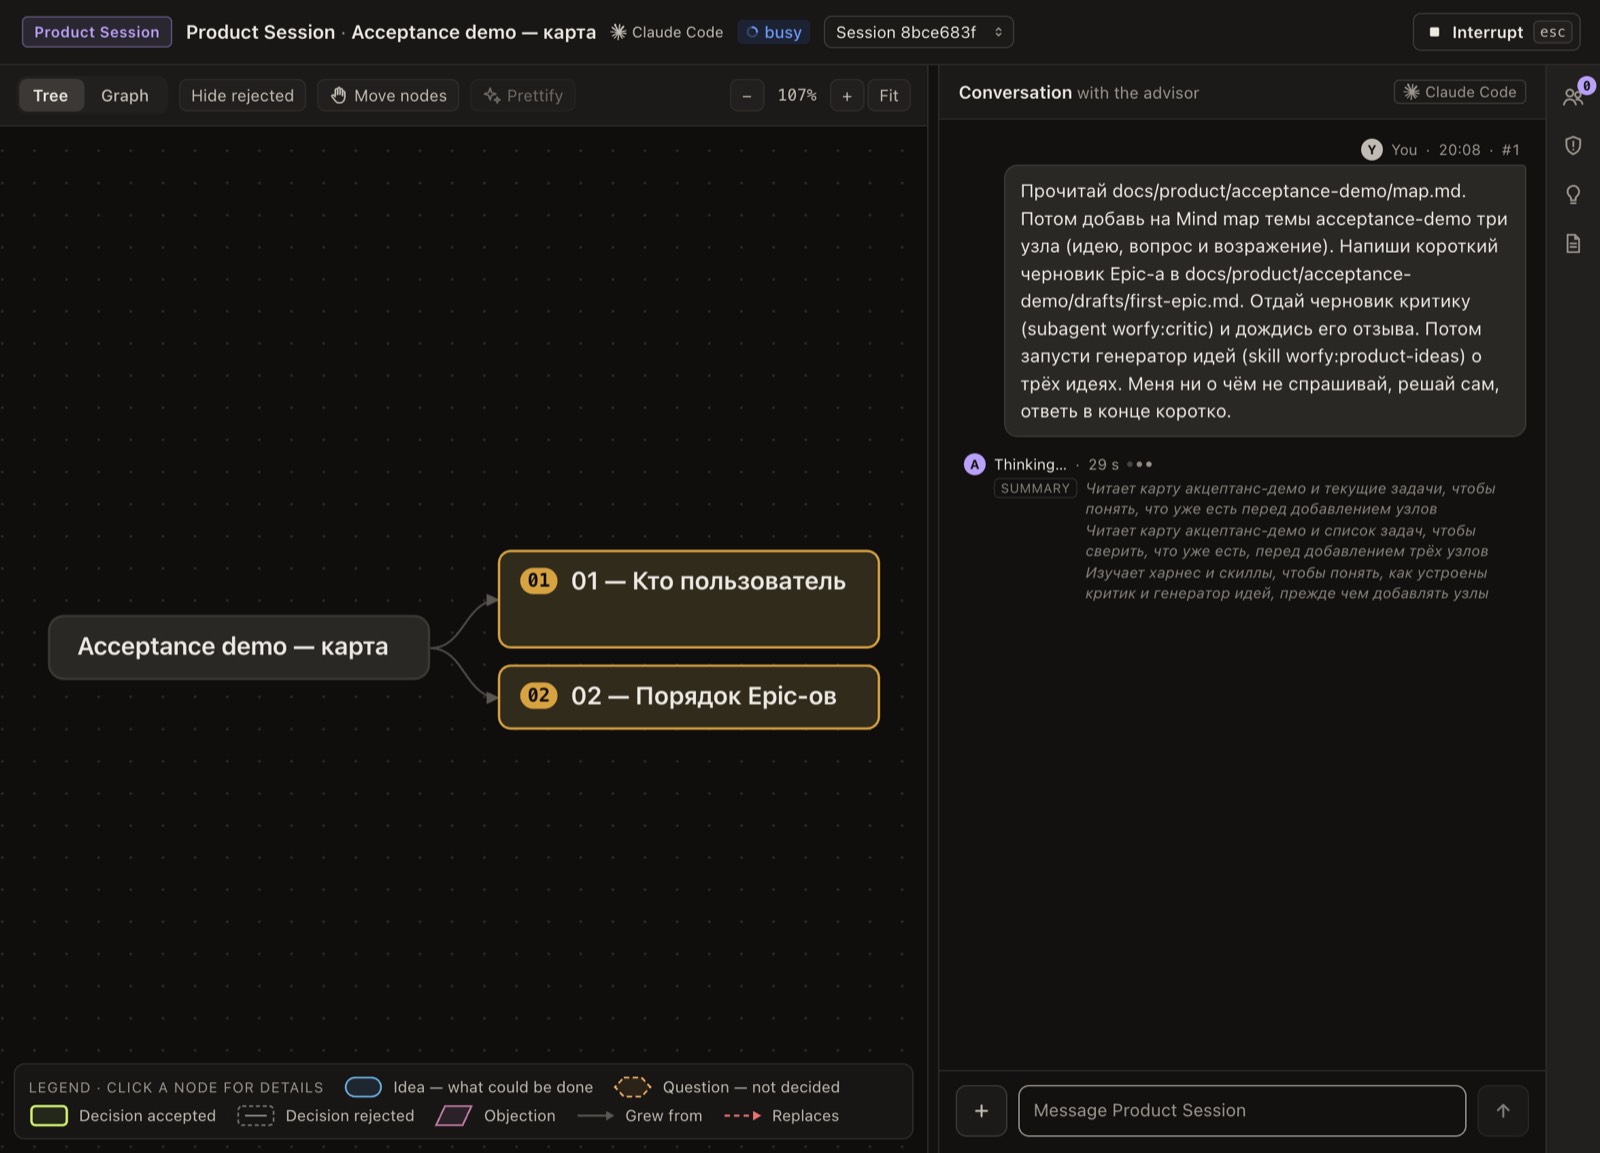 Product Session
Product Session · Acceptance demo — карта
Claude Code
busy
Session 8bce683f
Interrupt esc
Tree
Graph
Hide rejected
Move nodes
Prettify
– 107% + Fit
Conversation with the advisor
Claude Code
0
Y You · 20:08 · #1
Прочитай docs/product/acceptance-demo/map.md.
Потом добавь на Mind map темы acceptance-demo три
узла (идею, вопрос и возражение). Напиши короткий
черновик Epic-а в docs/product/acceptance-
demo/drafts/first-epic.md. Отдай черновик критику
(subagent worfy:critic) и дождись его отзыва. Потом
запусти генератор идей (skill worfy:product-ideas) о
трёх идеях. Меня ни о чём не спрашивай, решай сам,
ответь в конце коротко.
A Thinking... · 29 s
SUMMARY
Читает карту акцептанс-демо и текущие задачи, чтобы
понять, что уже есть перед добавлением узлов
Читает карту акцептанс-демо и список задач, чтобы
сверить, что уже есть, перед добавлением трёх узлов
Изучает харнес и скиллы, чтобы понять, как устроены
критик и генератор идей, прежде чем добавлять узлы
Acceptance demo — карта
01 01 — Кто пользователь
02 02 — Порядок Epic-ов
LEGEND · CLICK A NODE FOR DETAILS
Idea — what could be done
Question — not decided
Decision accepted
Decision rejected
Objection
Grew from
Replaces
+
Message Product Session